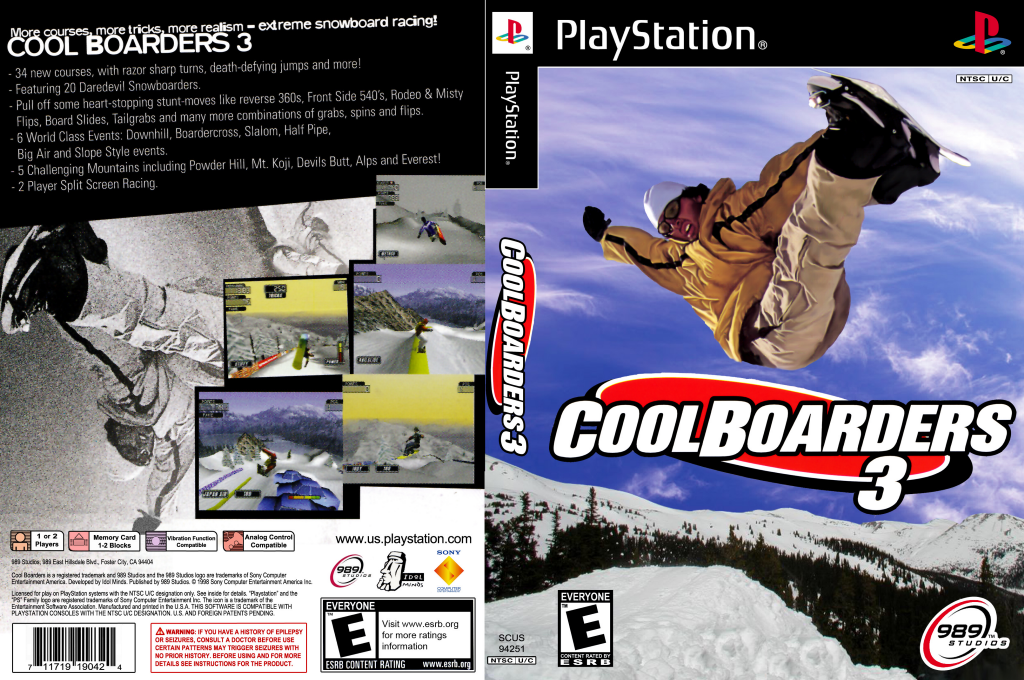 More courses, more tricks, more realism – extreme snowboard racing!
COOL BOARDERS 3
- 34 new courses, with razor sharp turns, death-defying jumps and more!
- Featuring 20 Daredevil Snowboarders.
- Pull off some heart-stopping stunt-moves like reverse 360s, Front Side 540's, Rodeo & Misty
Flips, Board Slides, Tailgrabs and many more combinations of grabs, spins and flips.
- 6 World Class Events: Downhill, Boardercross, Slalom, Half Pipe,
Big Air and Slope Style events.
- 5 Challenging Mountains including Powder Hill, Mt. Koji, Devils Butt, Alps and Everest!
- 2 Player Split Screen Racing.
METHOD
TRICKS
POWER
JAPAN AIR
INDY
1 or 2
Players
Memory Card
1-2 Blocks
Vibration Function
Compatible
Analog Control
Compatible
www.us.playstation.com
989 Studios, 989 East Hillsdale Blvd., Foster City, CA 94404
Cool Boarders is a registered trademark and 989 Studios and the 989 Studios logo are trademarks of Sony Computer
Entertainment America. Developed by Idol Minds. Published by 989 Studios. © 1998 Sony Computer Entertainment America Inc.
Licensed for play on PlayStation systems with the NTSC U/C designation only. See inside for details. "PlayStation" and the
"PS" Family logo are registered trademarks of Sony Computer Entertainment Inc. The icon is a trademark of the
Entertainment Software Association. Manufactured and printed in the U.S.A. THIS SOFTWARE IS COMPATIBLE WITH
PLAYSTATION CONSOLES WITH THE NTSC U/C DESIGNATION. U.S. AND FOREIGN PATENTS PENDING.
989
STUDIOS
IDOL
MINDS
SONY
7 11719 19042 4
WARNING: IF YOU HAVE A HISTORY OF EPILEPSY
OR SEIZURES, CONSULT A DOCTOR BEFORE USE
CERTAIN PATTERNS MAY TRIGGER SEIZURES WITH
NO PRIOR HISTORY. BEFORE USING AND FOR MORE
DETAILS SEE INSTRUCTIONS FOR THE PRODUCT.
EVERYONE
E
TM
Visit www.esrb.org
for more ratings
information
ESRB CONTENT RATING www.esrb.org
PlayStation®
COOLBOARDERS 3
SCUS
94251
NTSC U/C
PlayStation®
NTSC U/C
COOLBOARDERS
3
EVERYONE
TM
E
CONTENT RATED BY
ESRB
989 TM
STUDIOS